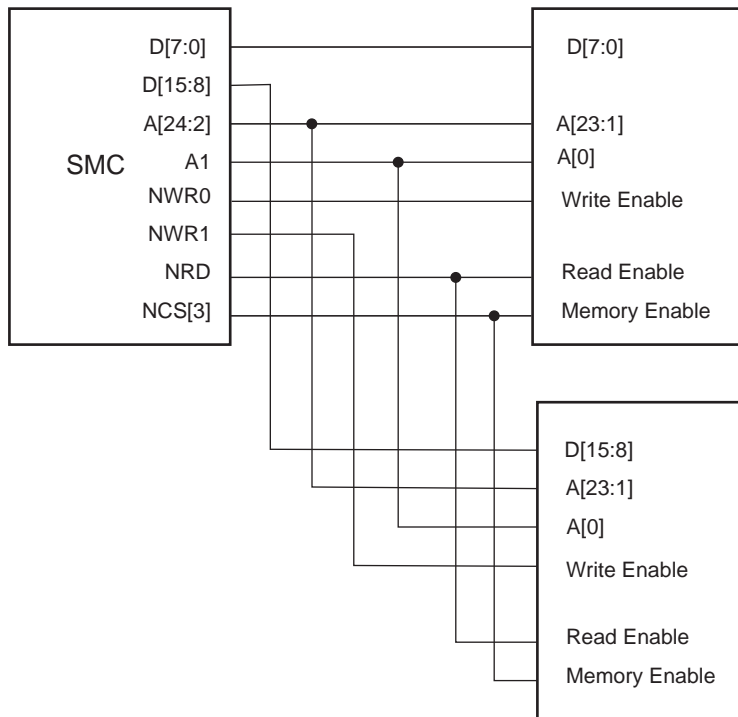 SMC
D[7:0]
D[15:8]
A[24:2]
A1
NWR0
NWR1
NRD
NCS[3]
D[7:0]
A[23:1]
A[0]
Write Enable
Read Enable
Memory Enable
D[15:8]
A[23:1]
A[0]
Write Enable
Read Enable
Memory Enable